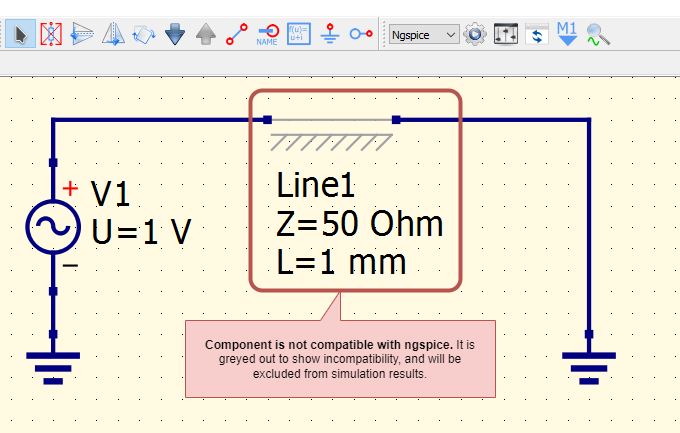 NAME
f(u)=
u+i
Ngspice
M1
V1
U=1 V
Line1
Z=50 Ohm
L=1 mm
Component is not compatible with ngspice. It is
greyed out to show incompatibility, and will be
excluded from simulation results.